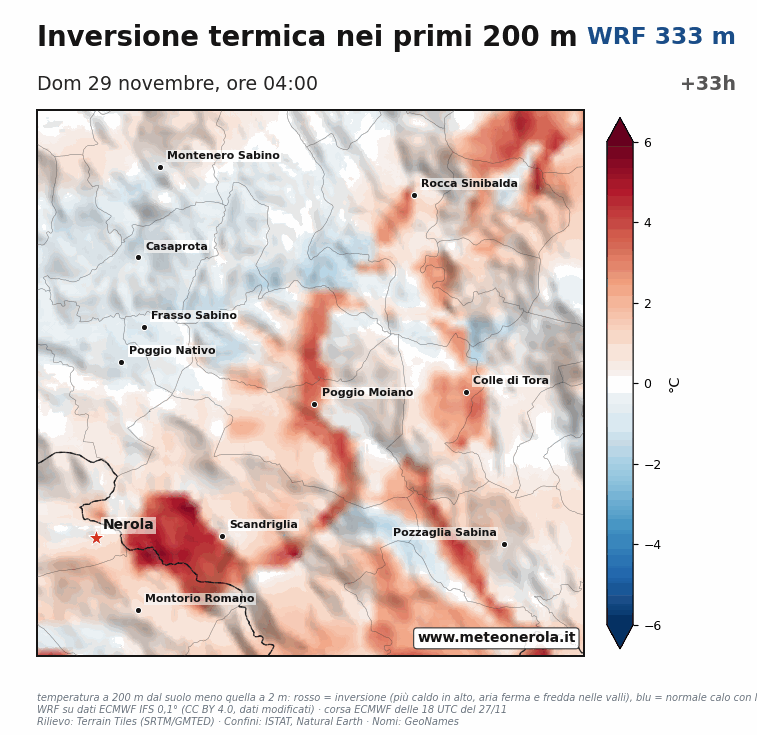 Inversione termica nei primi 200 m WRF 333 m
Dom 29 novembre, ore 04:00 +33h
Montenero Sabino
Rocca Sinibalda
Casaprota
Frasso Sabino
Poggio Nativo
Colle di Tora
Poggio Moiano
Nerola
Scandriglia
Pozzaglia Sabina
Montorio Romano
www.meteonerola.it
6
4
2
0
−2
−4
−6
°C
temperatura a 200 m dal suolo meno quella a 2 m: rosso = inversione (più caldo in alto, aria ferma e fredda nelle valli), blu = normale calo con
WRF su dati ECMWF IFS 0,1° (CC BY 4.0, dati modificati) · corsa ECMWF delle 18 UTC del 27/11
Rilievo: Terrain Tiles (SRTM/GMTED) · Confini: ISTAT, Natural Earth · Nomi: GeoNames